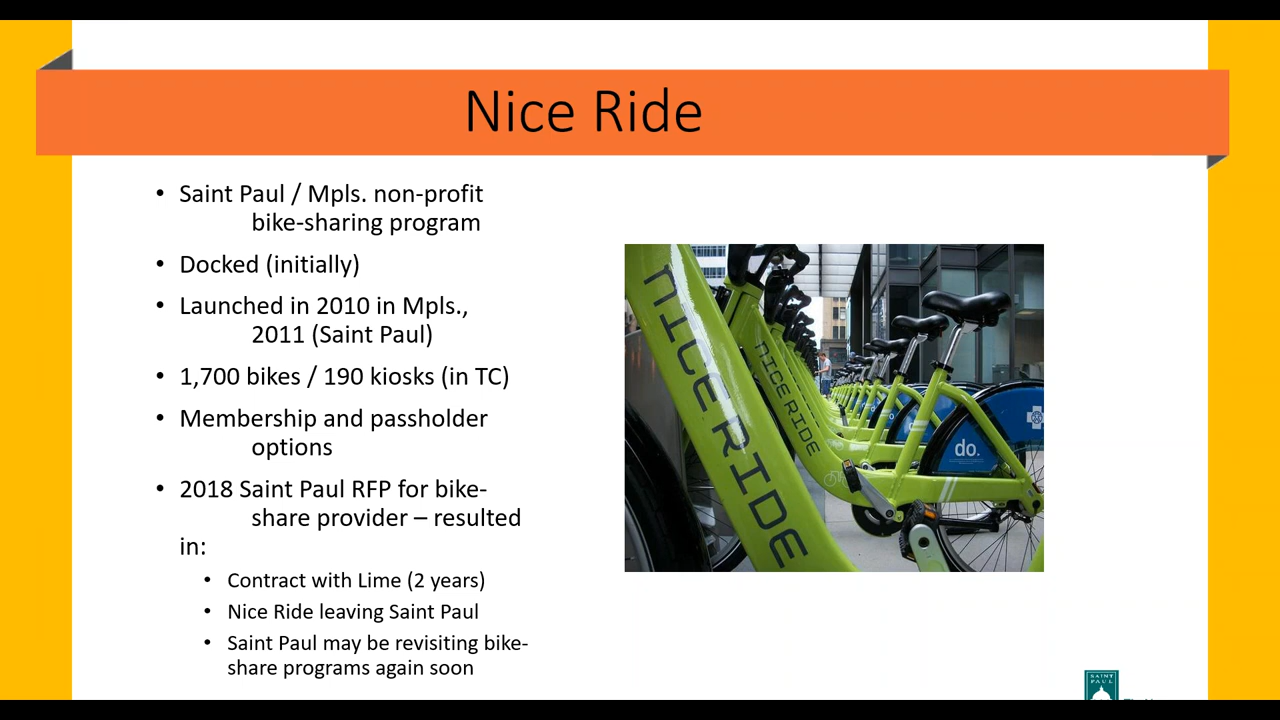 Nice Ride
• Saint Paul / Mpls. non-profit
bike-sharing program
• Docked (initially)
• Launched in 2010 in Mpls.,
2011 (Saint Paul)
• 1,700 bikes / 190 kiosks (in TC)
• Membership and passholder
options
• 2018 Saint Paul RFP for bike-
share provider – resulted
in:
• Contract with Lime (2 years)
• Nice Ride leaving Saint Paul
• Saint Paul may be revisiting bike-
share programs again soon
NICE RIDE
NICE RIDE
do.
SAINT
PAUL